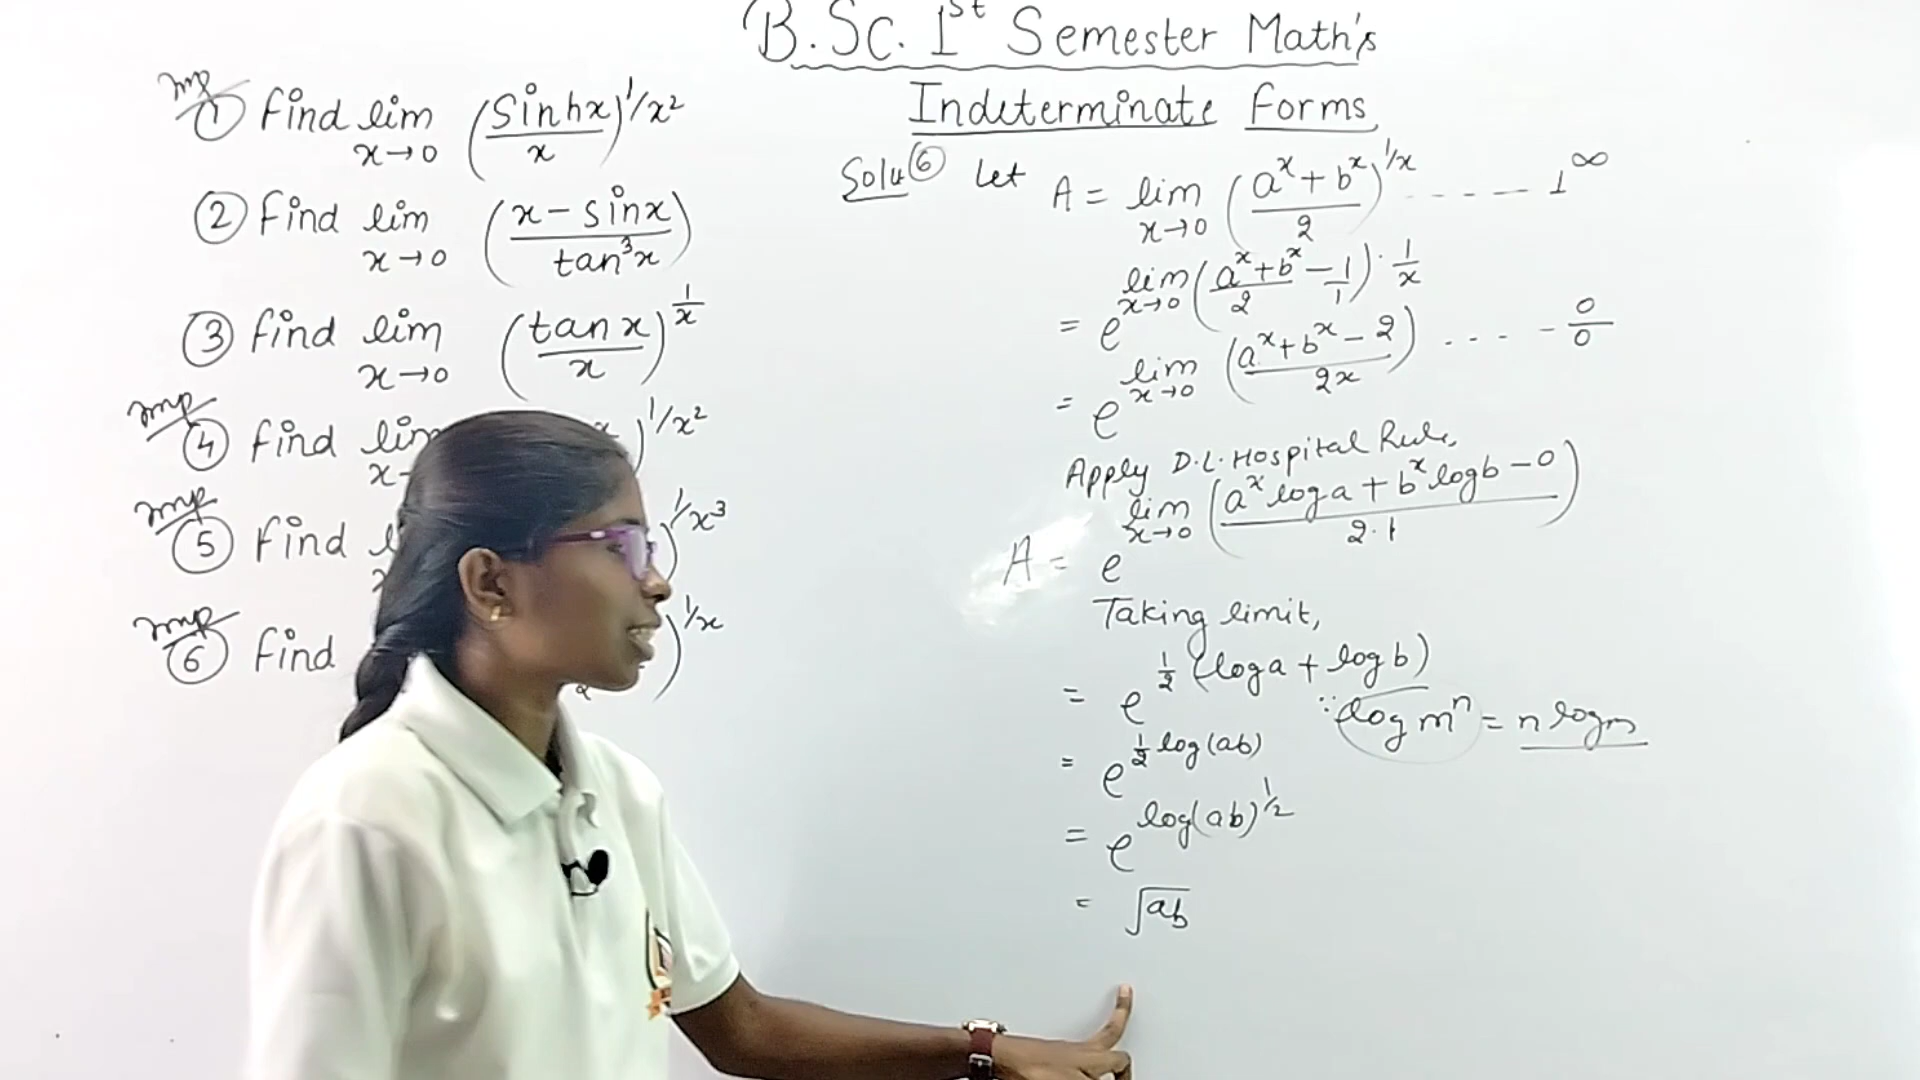 B.Sc. 1st Semester Math's
Indeterminate Forms
Imp
① Find lim x→0 (Sinhx/x)^1/x²
② Find lim x→0 (x - sinx/tan³x)
③ Find lim x→0 (tanx/x)^1/x
Imp
④ Find lim x→ )^1/x²
Imp
⑤ Find )^1/x³
Imp
⑥ Find )^1/x
2
Solu ⑥ Let A = lim x→0 (a^x + b^x/2)^1/x ------ 1^∞
= e^lim x→0 (a^x+b^x/2 - 1/1)·1/x
= e^lim x→0 (a^x+b^x-2/2x) .... - 0/0
Apply D.L.Hospital Rule,
A = e^lim x→0 (a^x loga + b^x logb - 0/2·1)
Taking limit,
= e^1/2 (loga + logb)
∵ log m^n = n logm
= e^1/2 log(ab)
= e^log(ab)^1/2
= √ab